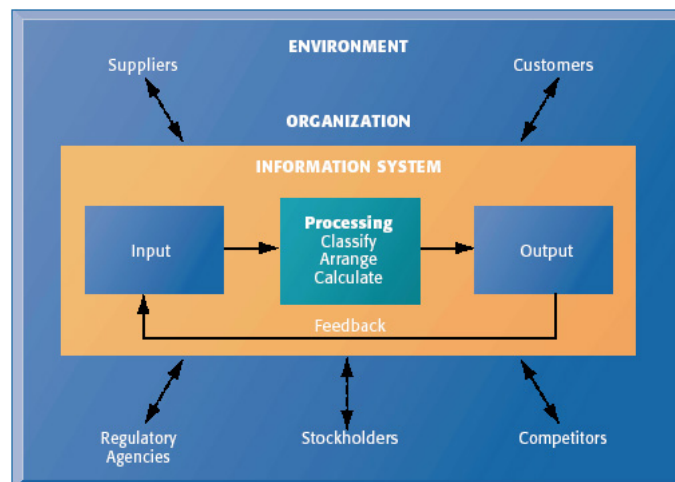 ENVIRONMENT
Suppliers
Customers
ORGANIZATION
INFORMATION SYSTEM
Input
Processing
Classify
Arrange
Calculate
Output
Feedback
Regulatory
Agencies
Stockholders
Competitors